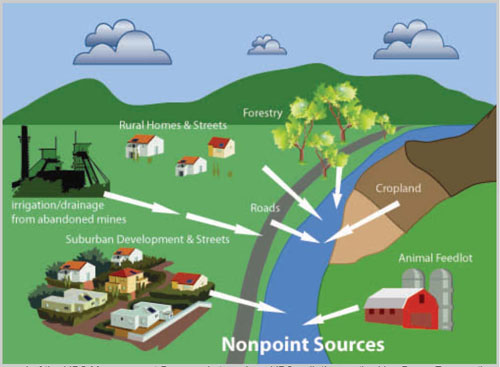 Forestry
Rural Homes & Streets
Cropland
irrigation/drainage
from abandoned mines
Roads
Suburban Development & Streets
Animal Feedlot
Nonpoint Sources